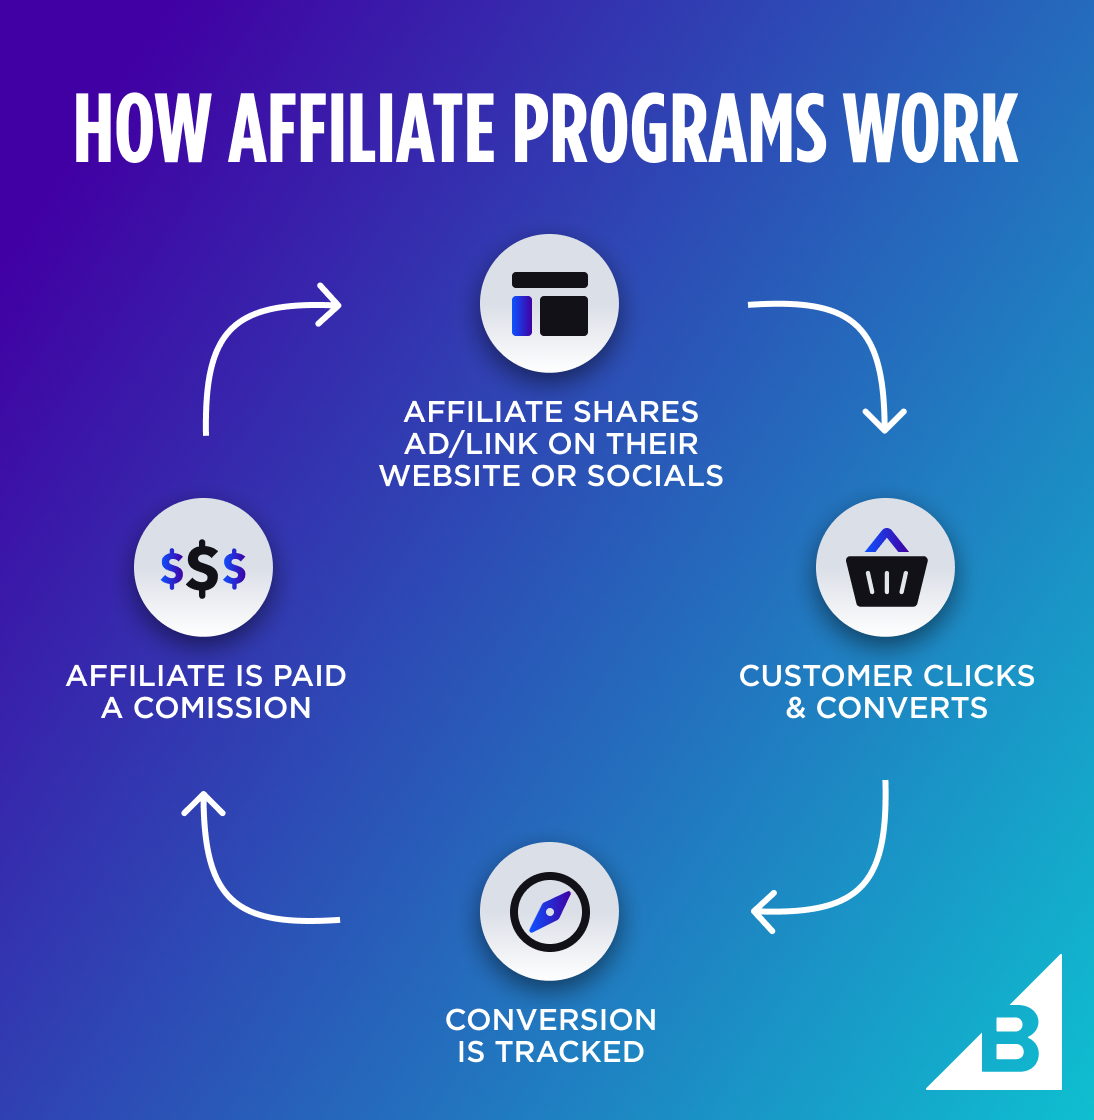 HOW AFFILIATE PROGRAMS WORK
AFFILIATE SHARES
AD/LINK ON THEIR
WEBSITE OR SOCIALS
$$$
CUSTOMER CLICKS
& CONVERTS
CONVERSION
IS TRACKED
AFFILIATE IS PAID
A COMISSION
B